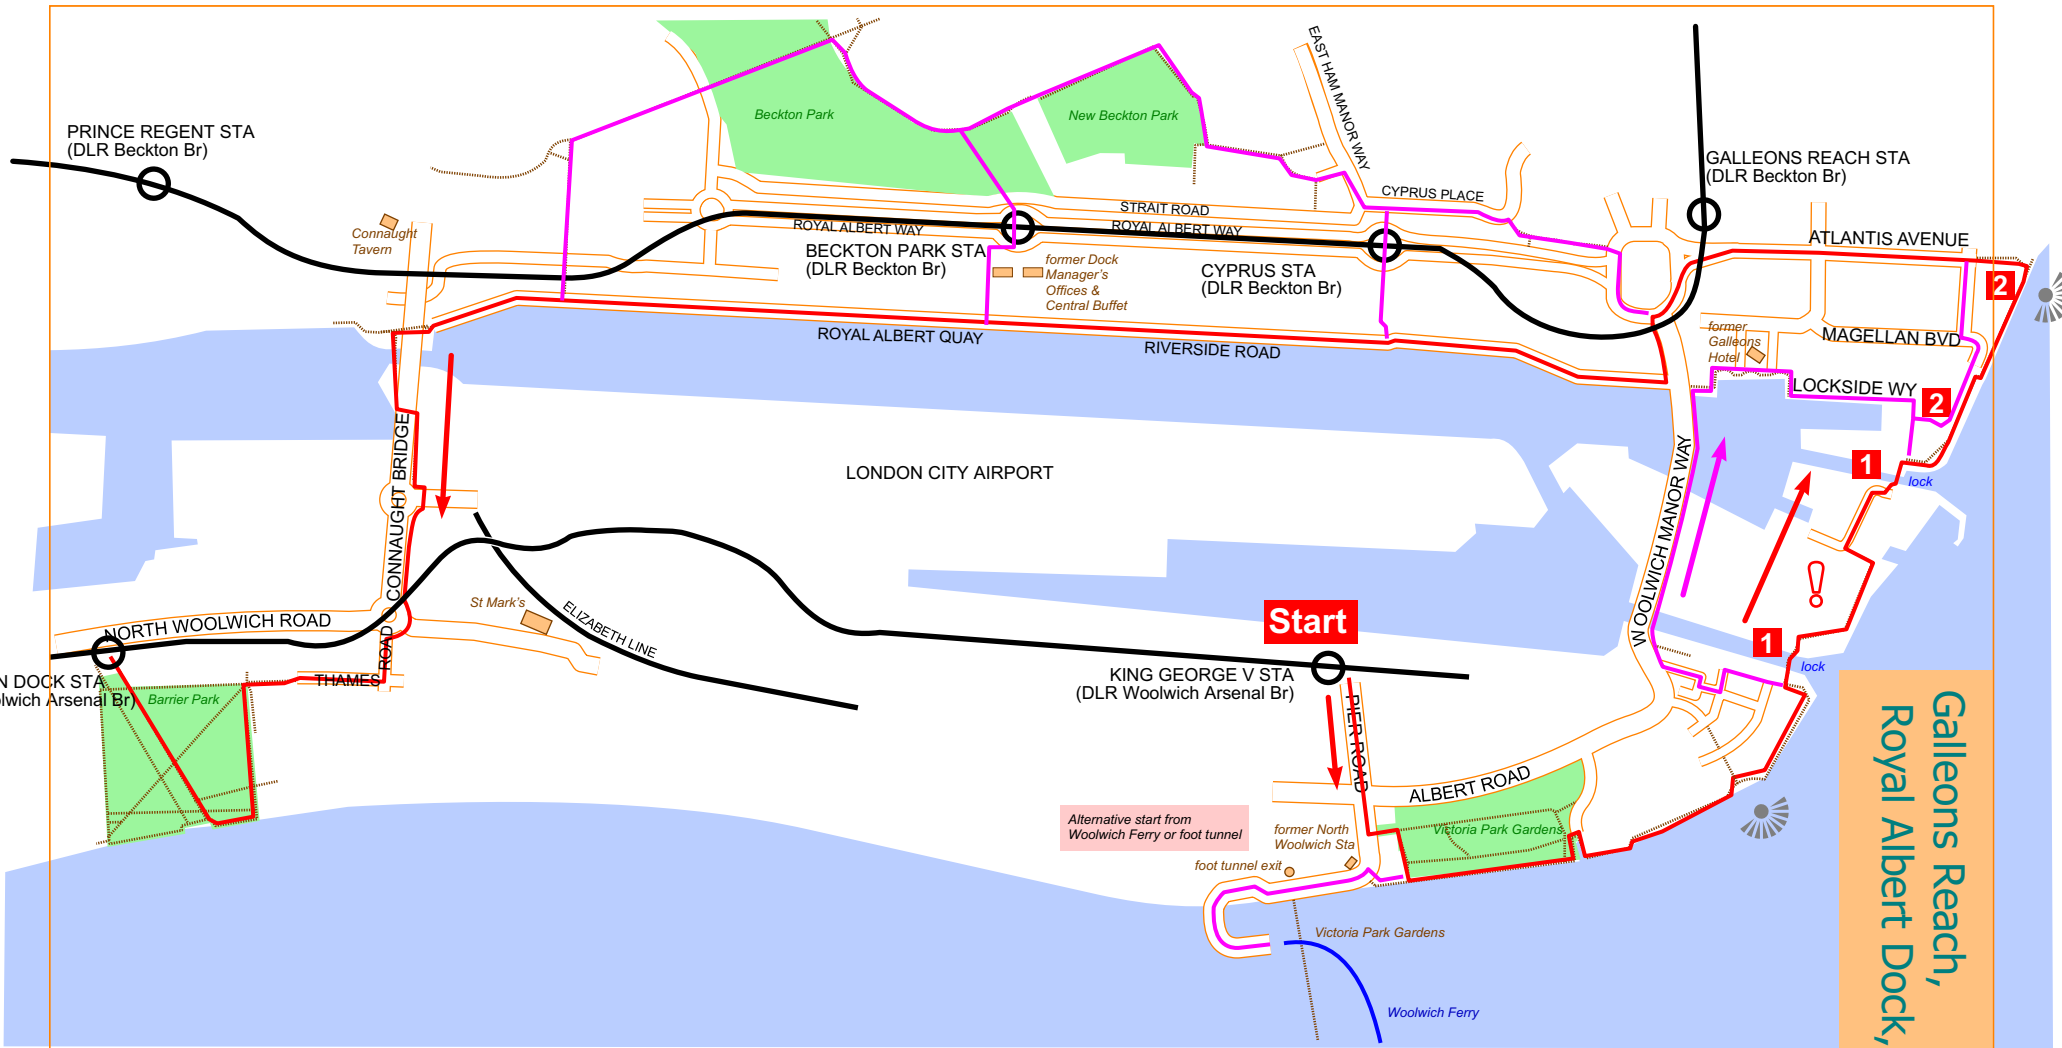 EAST HAM MANOR WAY
Beckton Park
New Beckton Park
PRINCE REGENT STA
(DLR Beckton Br)
GALLEONS REACH STA
(DLR Beckton Br)
CYPRUS PLACE
STRAIT ROAD
Connaught
Tavern
ROYAL ALBERT WAY
ROYAL ALBERT WAY
ATLANTIS AVENUE
BECKTON PARK STA
(DLR Beckton Br)
former Dock
Manager's
Offices &
Central Buffet
CYPRUS STA
(DLR Beckton Br)
2
former
Galleons
Hotel
MAGELLAN BVD
ROYAL ALBERT QUAY
RIVERSIDE ROAD
LOCKSIDE WY
2
CONNAUGHT BRIDGE
LONDON CITY AIRPORT
W OOLWICH MANOR WAY
1
lock
!
St Mark's
ELIZABETH LINE
NORTH WOOLWICH ROAD
Start
1
lock
ROAD
THAMES
N DOCK STA
lwich Arsenal Br)
Barrier Park
KING GEORGE V STA
(DLR Woolwich Arsenal Br)
PIER ROAD
ALBERT ROAD
Galleons Reach,
Royal Albert Dock,
Alternative start from
Woolwich Ferry or foot tunnel
former North
Woolwich Sta
Victoria Park Gardens
foot tunnel exit
Victoria Park Gardens
Woolwich Ferry